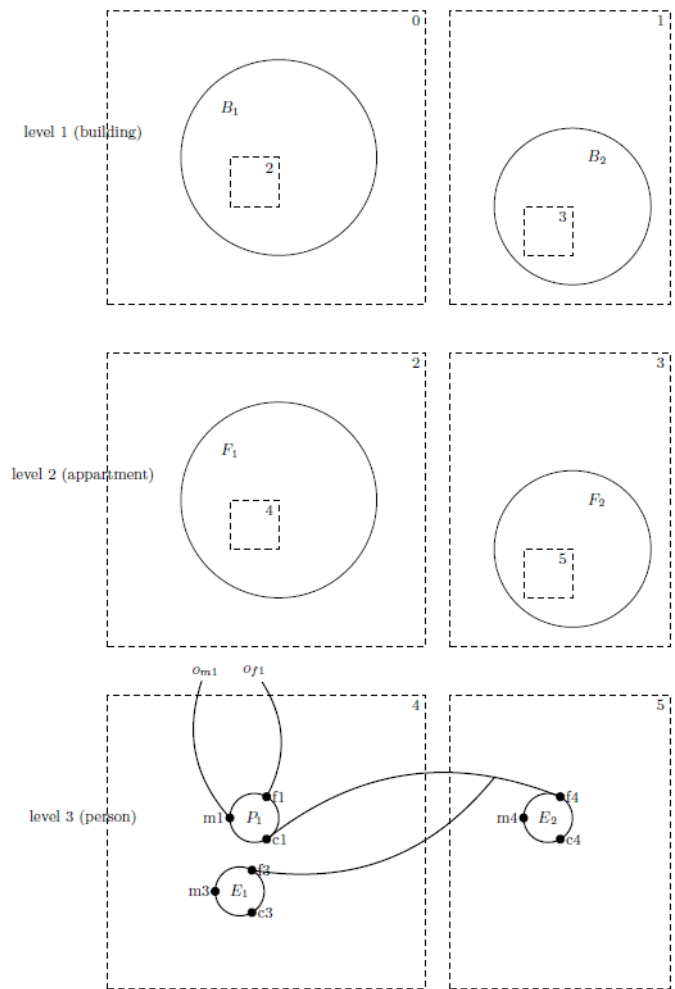 0
1
B1
level 1 (building)
B2
2
3
2
3
F1
level 2 (appartment)
F2
4
5
om1
of1
4
5
f1
f4
level 3 (person)
m1
P1
m4
E2
c1
c4
f3
m3
E1
c3